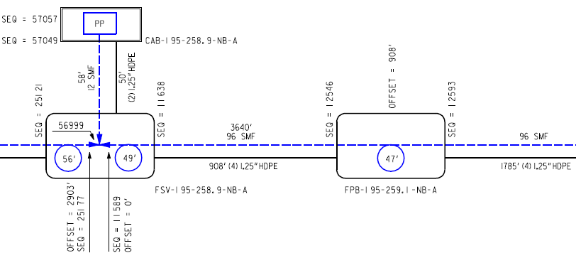 SEQ = 57057
PP
SEQ = 57049
CAB-I95-258.9-NB-A
58'
12 SMF
50'
(2)1.25"HDPE
SEQ = 25121
SEQ = 11638
56999
56'
49'
3640'
96 SMF
908'(4)1.25"HDPE
FSV-I95-258.9-NB-A
OFFSET = 2903'
SEQ = 25177
SEQ = 11589
OFFSET = 0'
SEQ = 12546
OFFSET = 908'
SEQ = 12593
47'
FPB-I95-259.1-NB-A
96 SMF
1785'(4)1.25"HDPE